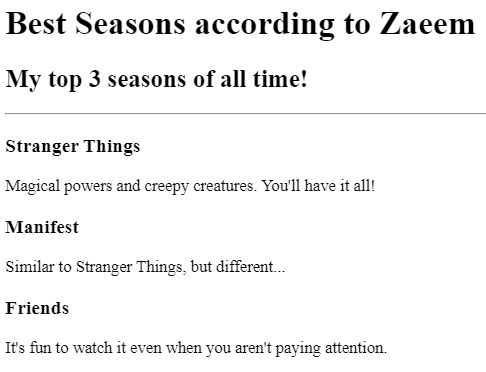 Best Seasons according to Zaeem
My top 3 seasons of all time!
Stranger Things
Magical powers and creepy creatures. You'll have it all!
Manifest
Similar to Stranger Things, but different...
Friends
It's fun to watch it even when you aren't paying attention.